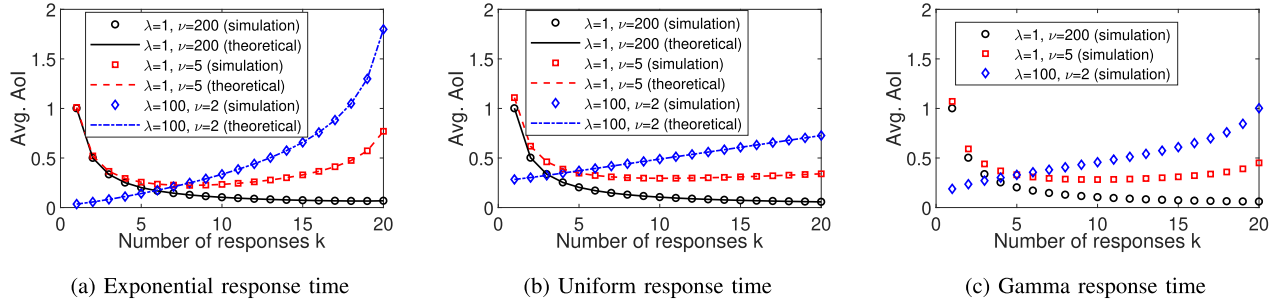 2
1.5
1
0.5
0
0
5
10
15
20
Avg. AoI
Number of responses k
λ=1, ν=200 (simulation)
λ=1, ν=200 (theoretical)
λ=1, ν=5 (simulation)
λ=1, ν=5 (theoretical)
λ=100, ν=2 (simulation)
λ=100, ν=2 (theoretical)
(a) Exponential response time
2
1.5
1
0.5
0
0
5
10
15
20
Avg. AoI
Number of responses k
λ=1, ν=200 (simulation)
λ=1, ν=200 (theoretical)
λ=1, ν=5 (simulation)
λ=1, ν=5 (theoretical)
λ=100, ν=2 (simulation)
λ=100, ν=2 (theoretical)
(b) Uniform response time
2
1.5
1
0.5
0
0
5
10
15
20
Avg. AoI
Number of responses k
λ=1, ν=200 (simulation)
λ=1, ν=5 (simulation)
λ=100, ν=2 (simulation)
(c) Gamma response time